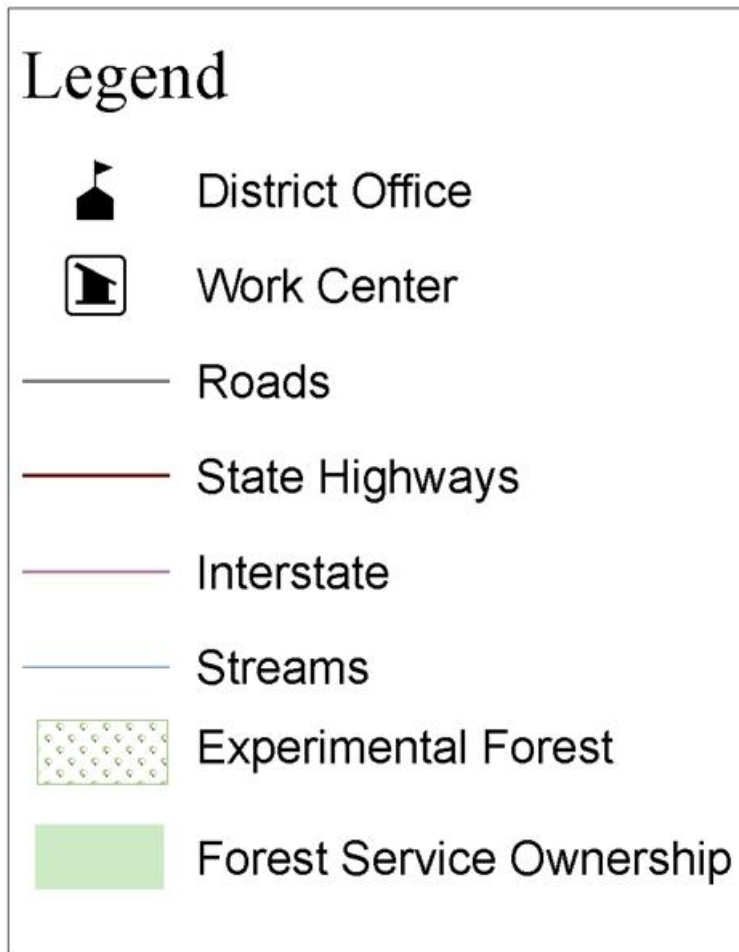 Legend
District Office
Work Center
Roads
State Highways
Interstate
Streams
Experimental Forest
Forest Service Ownership